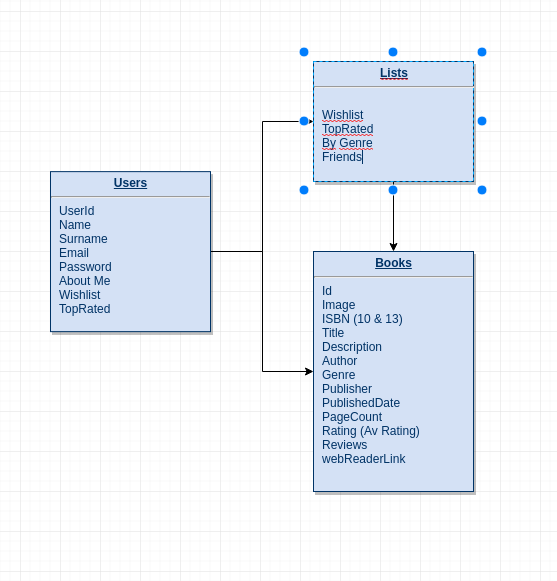 Lists
Wishlist
TopRated
By Genre
Friends
Users
UserId
Name
Surname
Email
Password
About Me
Wishlist
TopRated
Books
Id
Image
ISBN (10 & 13)
Title
Description
Author
Genre
Publisher
PublishedDate
PageCount
Rating (Av Rating)
Reviews
webReaderLink